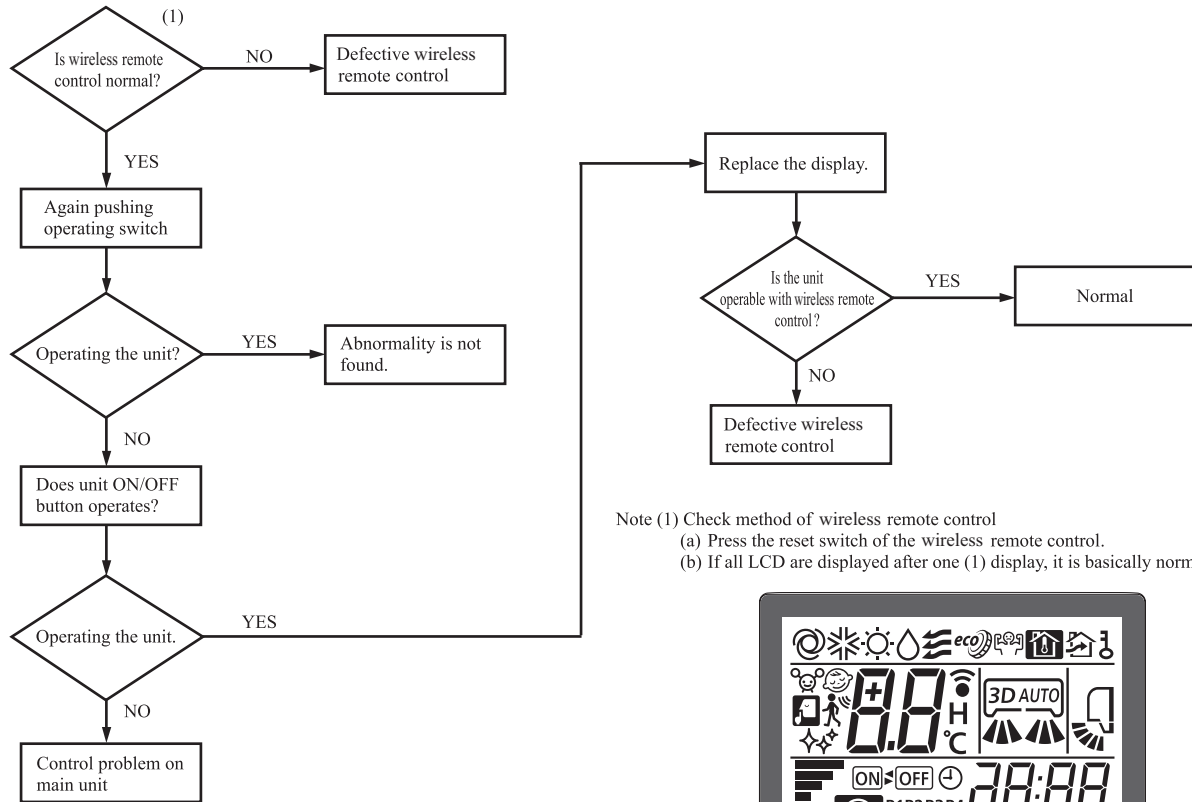 (1)
Is wireless remote
control normal?
NO
Defective wireless
remote control
YES
Again pushing
operating switch
Operating the unit?
YES
Abnormality is not
found.
NO
Does unit ON/OFF
button operates?
Operating the unit.
YES
NO
Control problem on
main unit
Replace the display.
Is the unit
operable with wireless remote
control?
YES
Normal
NO
Defective wireless
remote control
Note (1) Check method of wireless remote control
(a) Press the reset switch of the wireless remote control.
(b) If all LCD are displayed after one (1) display, it is basically norm
eco
8.8
H
°C
3D AUTO
ON OFF